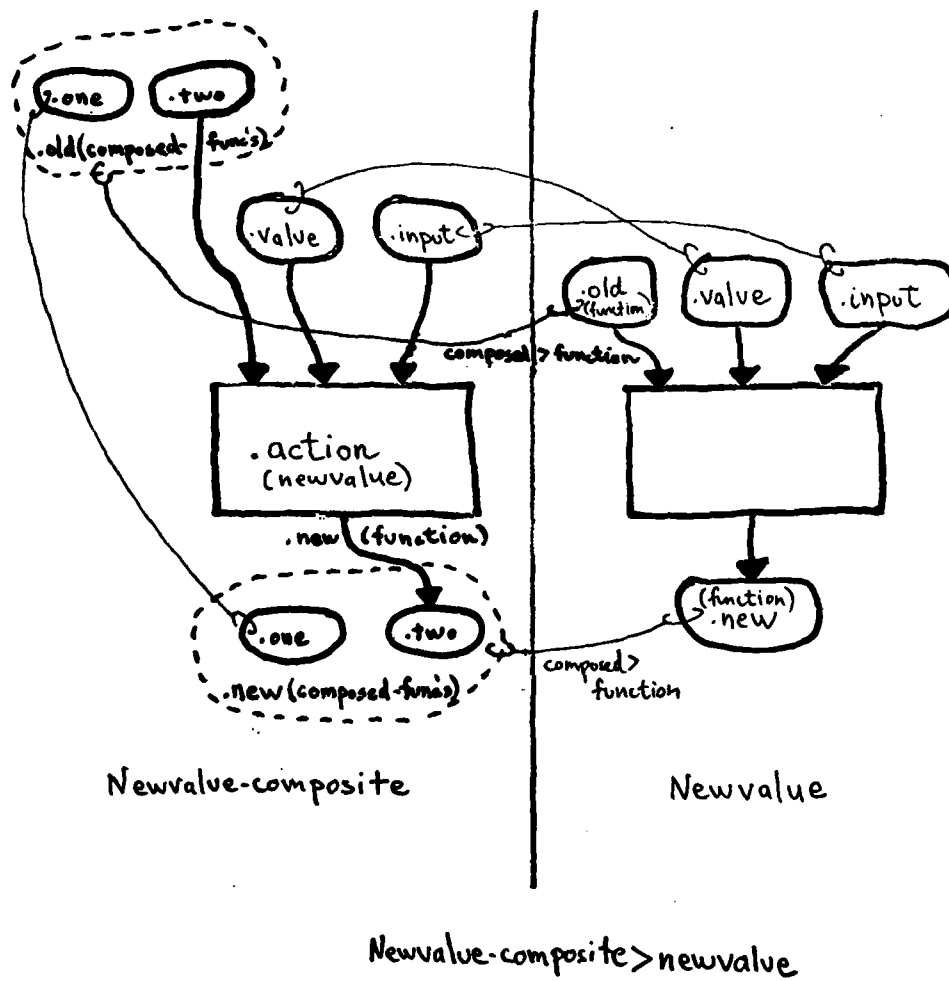 .one
.two
.old(composed-func's)
.value
.input
.old
(function)
.value
.input
composed>function
.action
(newvalue)
.new (function)
.one
.two
.new(composed-func's)
(function)
.new
composed>
function
Newvalue-composite
Newvalue
Newvalue-composite>newvalue